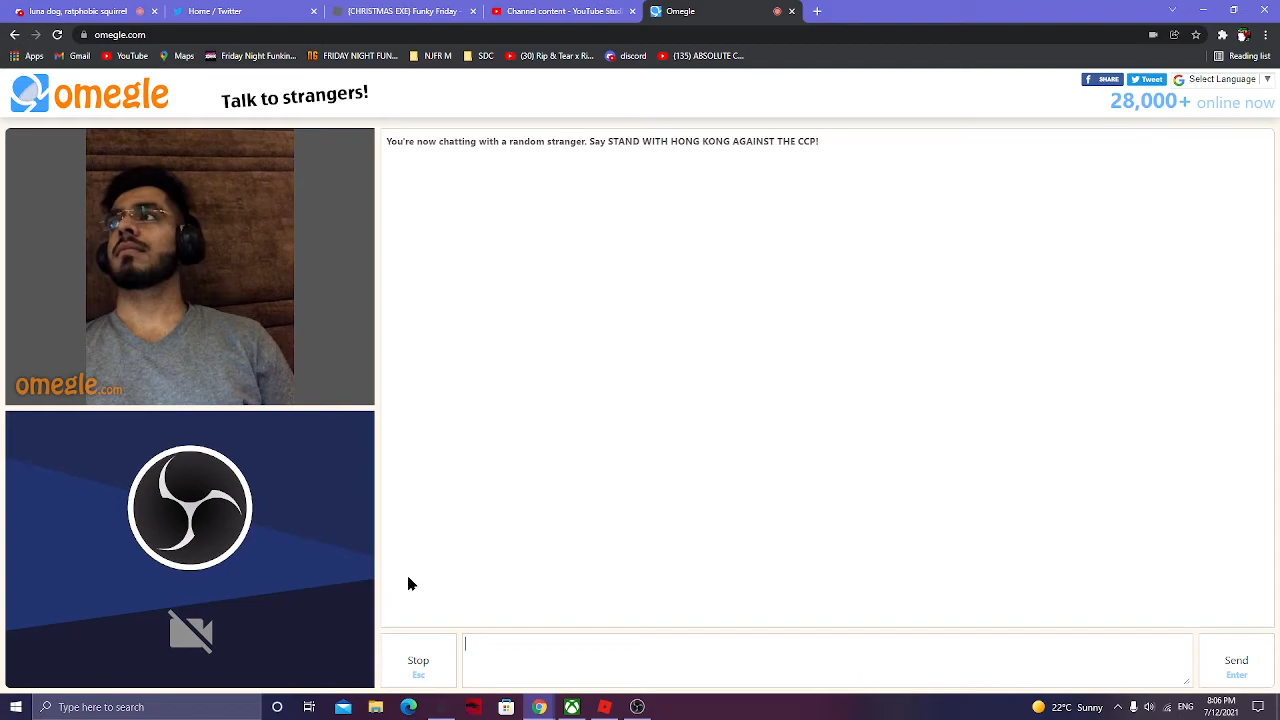 luna dog, raphobic squared
Home / Twitter
(CHRISTMAS EXE) Funky Friday
Channel content - YouTube Stud
Omegle
omegle.com
Apps
Gmail
YouTube
Maps
Friday Night Funkin...
FRIDAY NIGHT FUN...
NJFR M
SDC
(30) Rip & Tear x Ri...
discord
(135) ABSOLUTE C...
Reading list
omegle
Talk to strangers!
SHARE
Tweet
Select Language
28,000+ online now
You're now chatting with a random stranger. Say STAND WITH HONG KONG AGAINST THE CCP!
omegle.com
Stop
Esc
Send
Enter
Type here to search
22°C Sunny
8:06 PM
7/12/2021